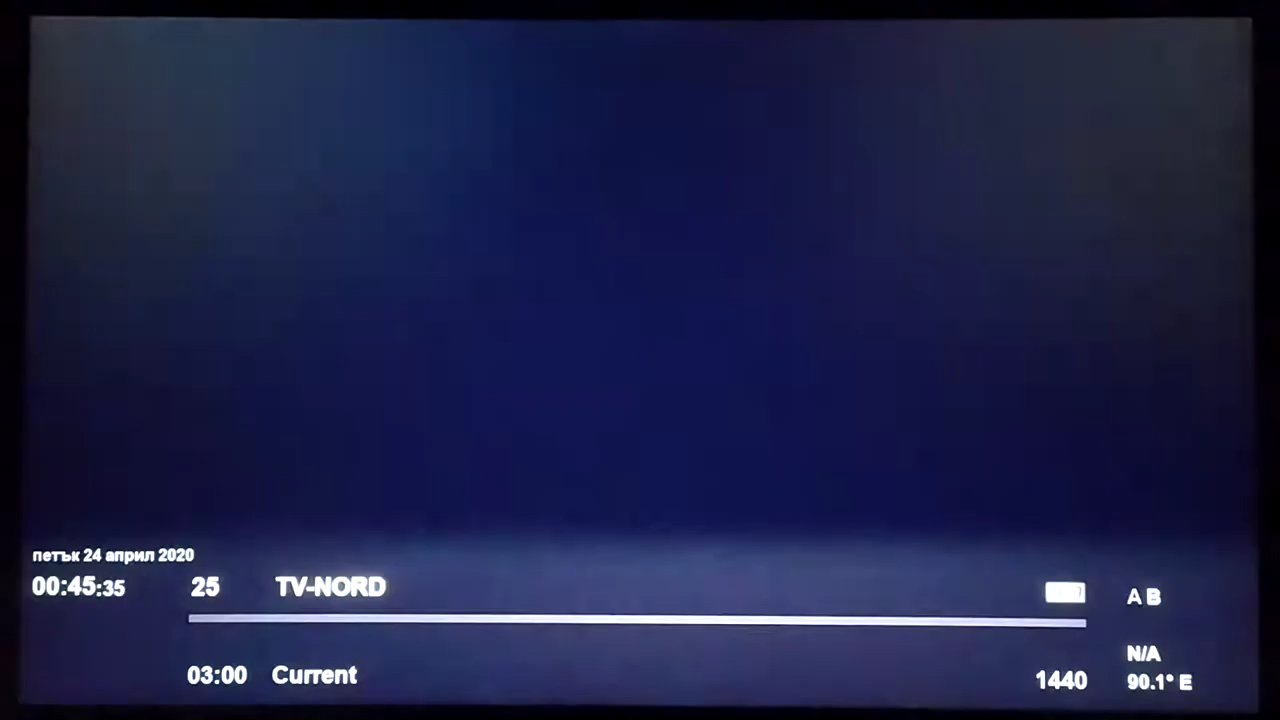 петък 24 април 2020
00:45:35 25 TV-NORD
A B
03:00 Current 1440
N/A
90.1° E